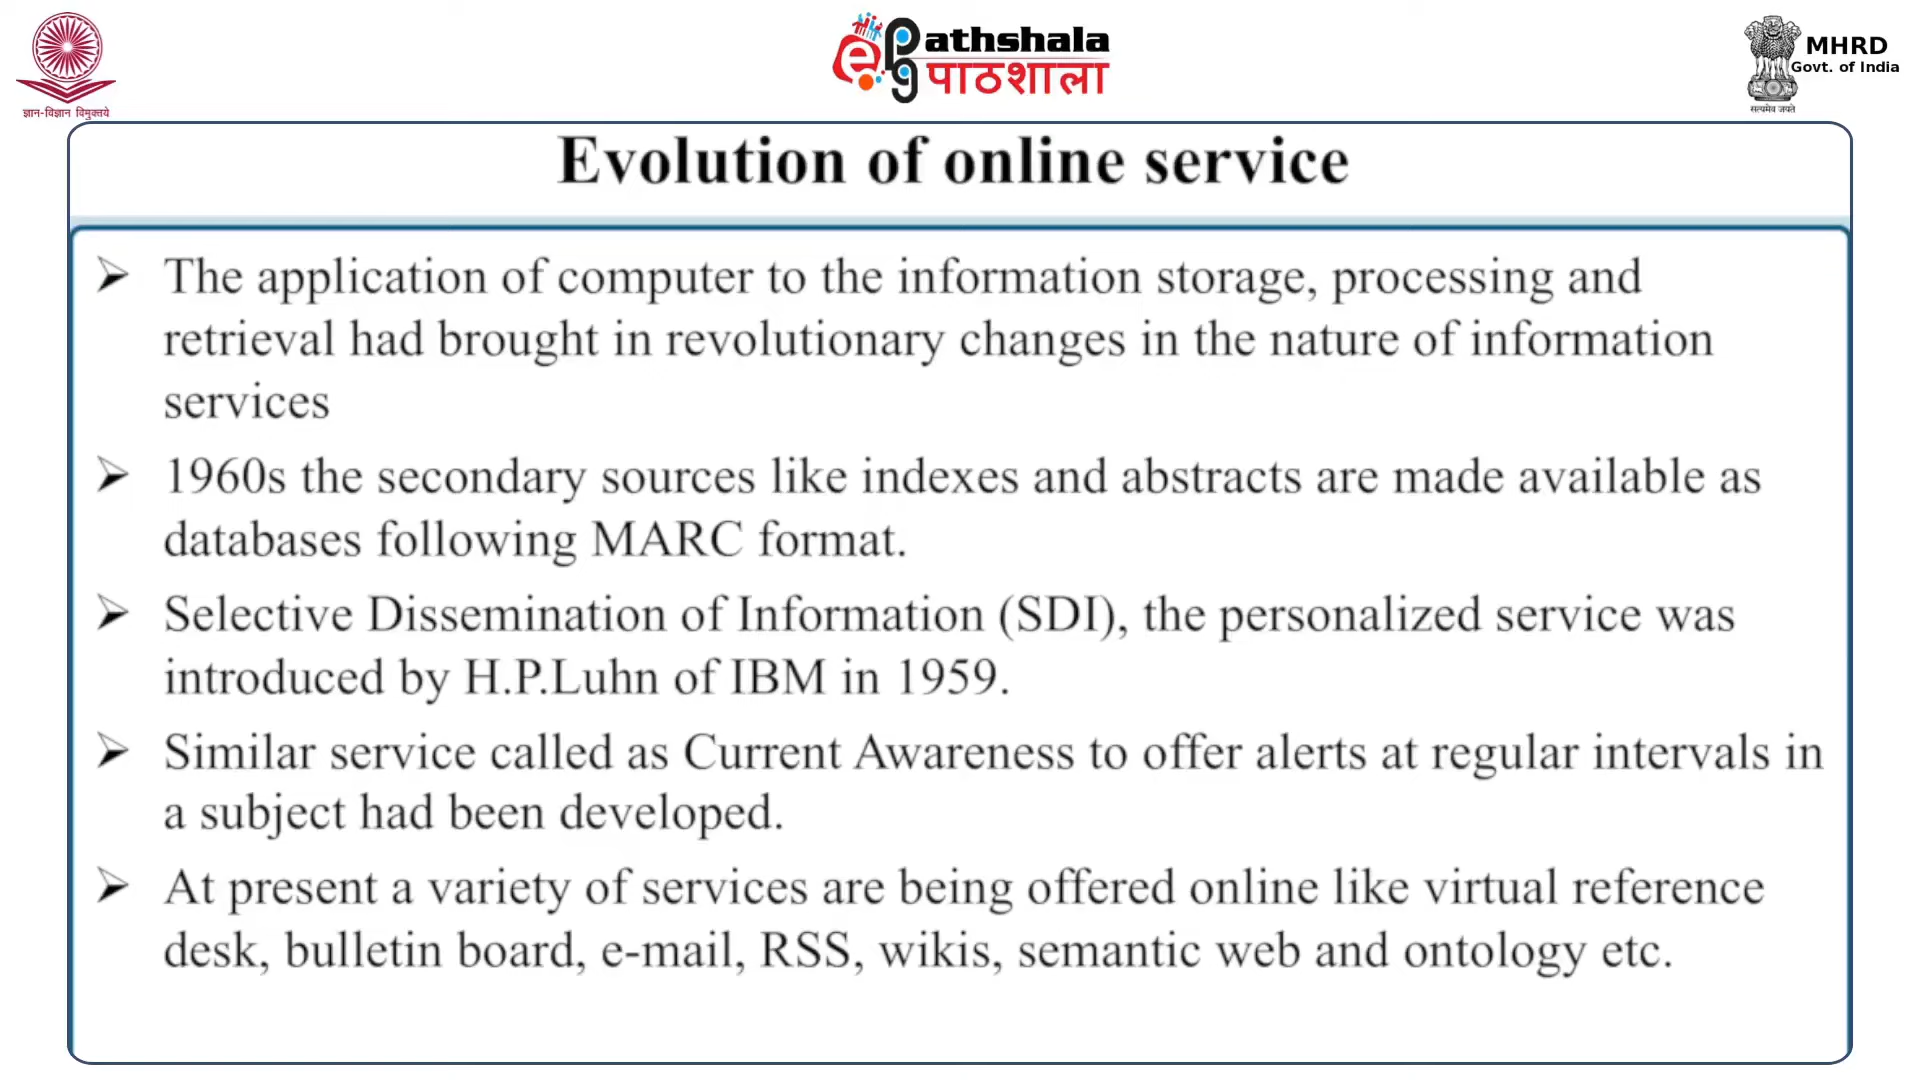 ज्ञान-विज्ञान विमुक्तये
ePg
athshala
पाठशाला
MHRD
Govt. of India
सत्यमेव जयते
Evolution of online service
The application of computer to the information storage, processing and
retrieval had brought in revolutionary changes in the nature of information
services
1960s the secondary sources like indexes and abstracts are made available as
databases following MARC format.
Selective Dissemination of Information (SDI), the personalized service was
introduced by H.P.Luhn of IBM in 1959.
Similar service called as Current Awareness to offer alerts at regular intervals in
a subject had been developed.
At present a variety of services are being offered online like virtual reference
desk, bulletin board, e-mail, RSS, wikis, semantic web and ontology etc.